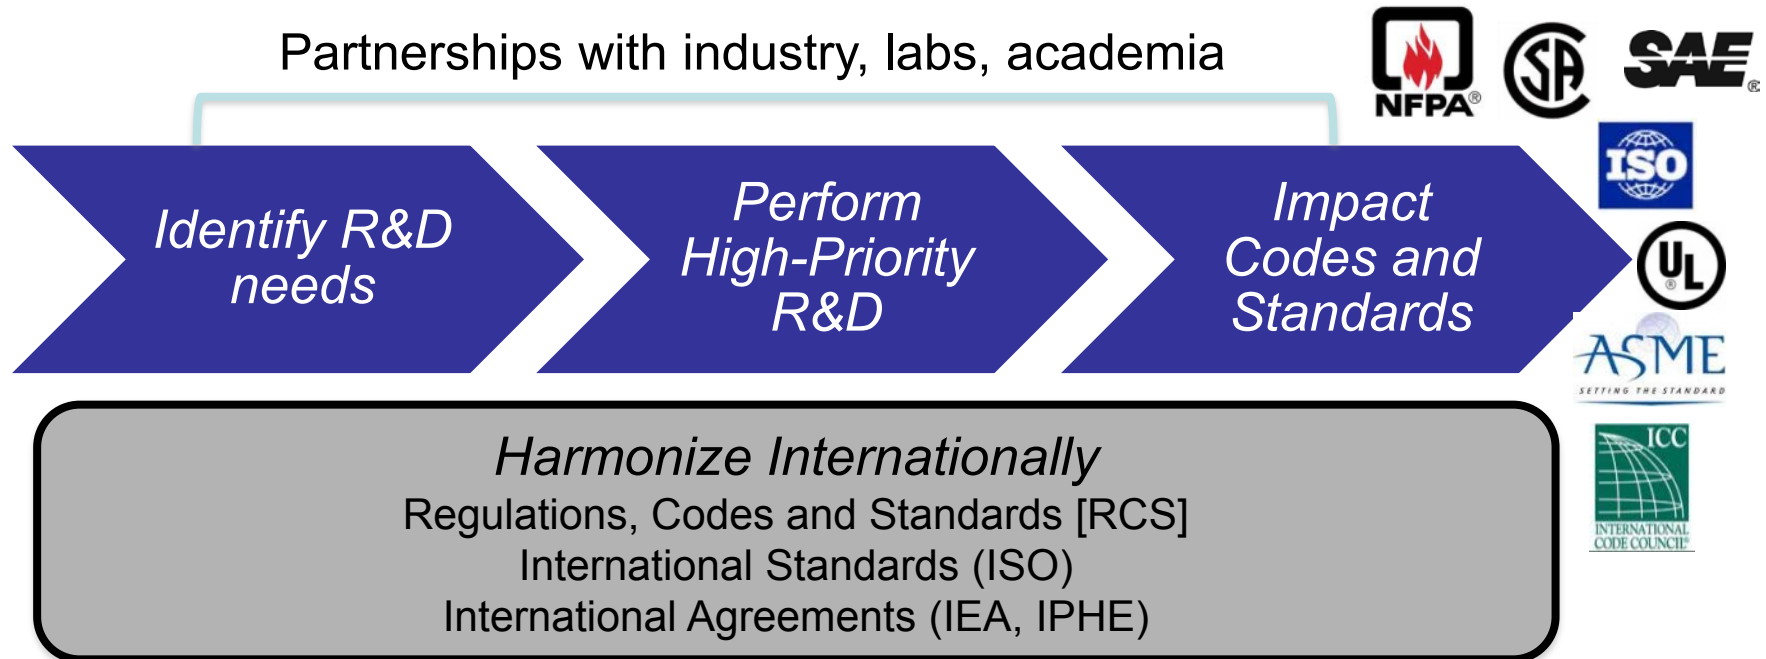 Partnerships with industry, labs, academia
NFPA®
CSA
SAE®
ISO
Identify R&D
needs
Perform
High-Priority
R&D
Impact
Codes and
Standards
UL
®
ASME
SETTING THE STANDARD
ICC
INTERNATIONAL
CODE COUNCIL®
Harmonize Internationally
Regulations, Codes and Standards [RCS]
International Standards (ISO)
International Agreements (IEA, IPHE)